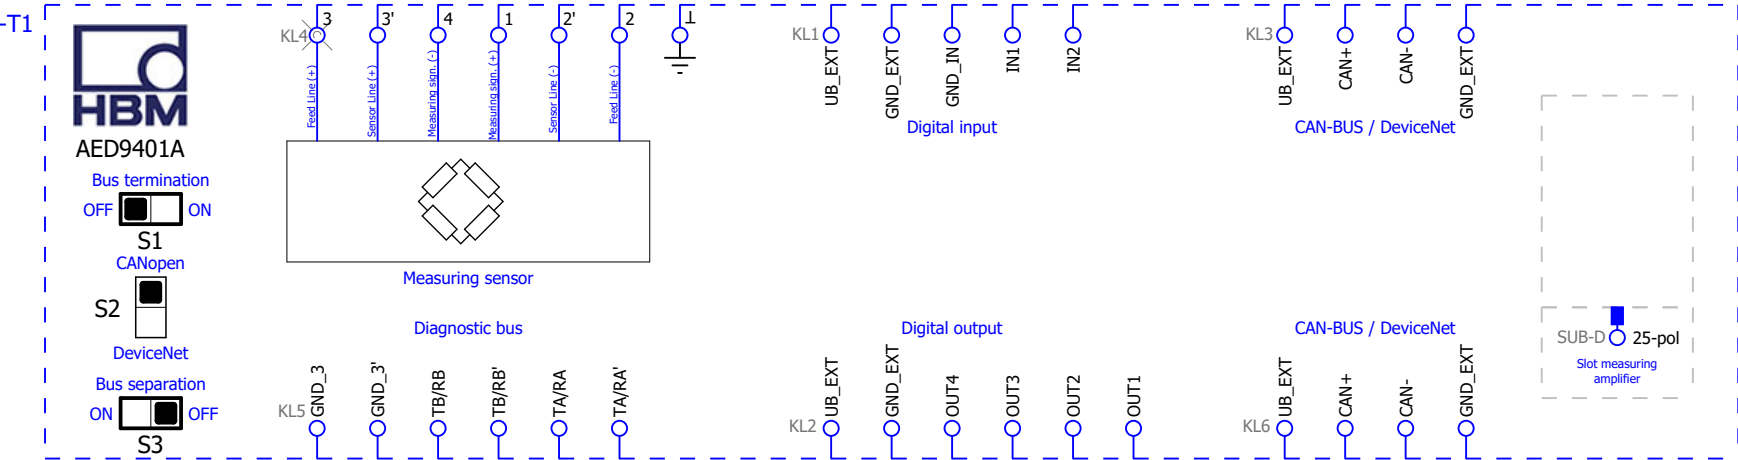 -T1
HBM
AED9401A
Bus termination
OFF ON
S1
CANopen
S2
DeviceNet
Bus separation
ON OFF
S3
KL4 3 3' 4 1 2' 2 ⊥
Feed Line (+)
Sensor Line (+)
Measuring sign. (-)
Measuring sign. (+)
Sensor Line (-)
Feed Line (-)
Measuring sensor
Diagnostic bus
KL5
GND_3
GND_3'
TB/RB
TB/RB'
TA/RA
TA/RA'
KL1
UB_EXT
GND_EXT
GND_IN
IN1
IN2
Digital input
Digital output
KL2
UB_EXT
GND_EXT
OUT4
OUT3
OUT2
OUT1
KL3
UB_EXT
CAN+
CAN-
GND_EXT
CAN-BUS / DeviceNet
CAN-BUS / DeviceNet
KL6
UB_EXT
CAN+
CAN-
GND_EXT
SUB-D 25-pol
Slot measuring
amplifier